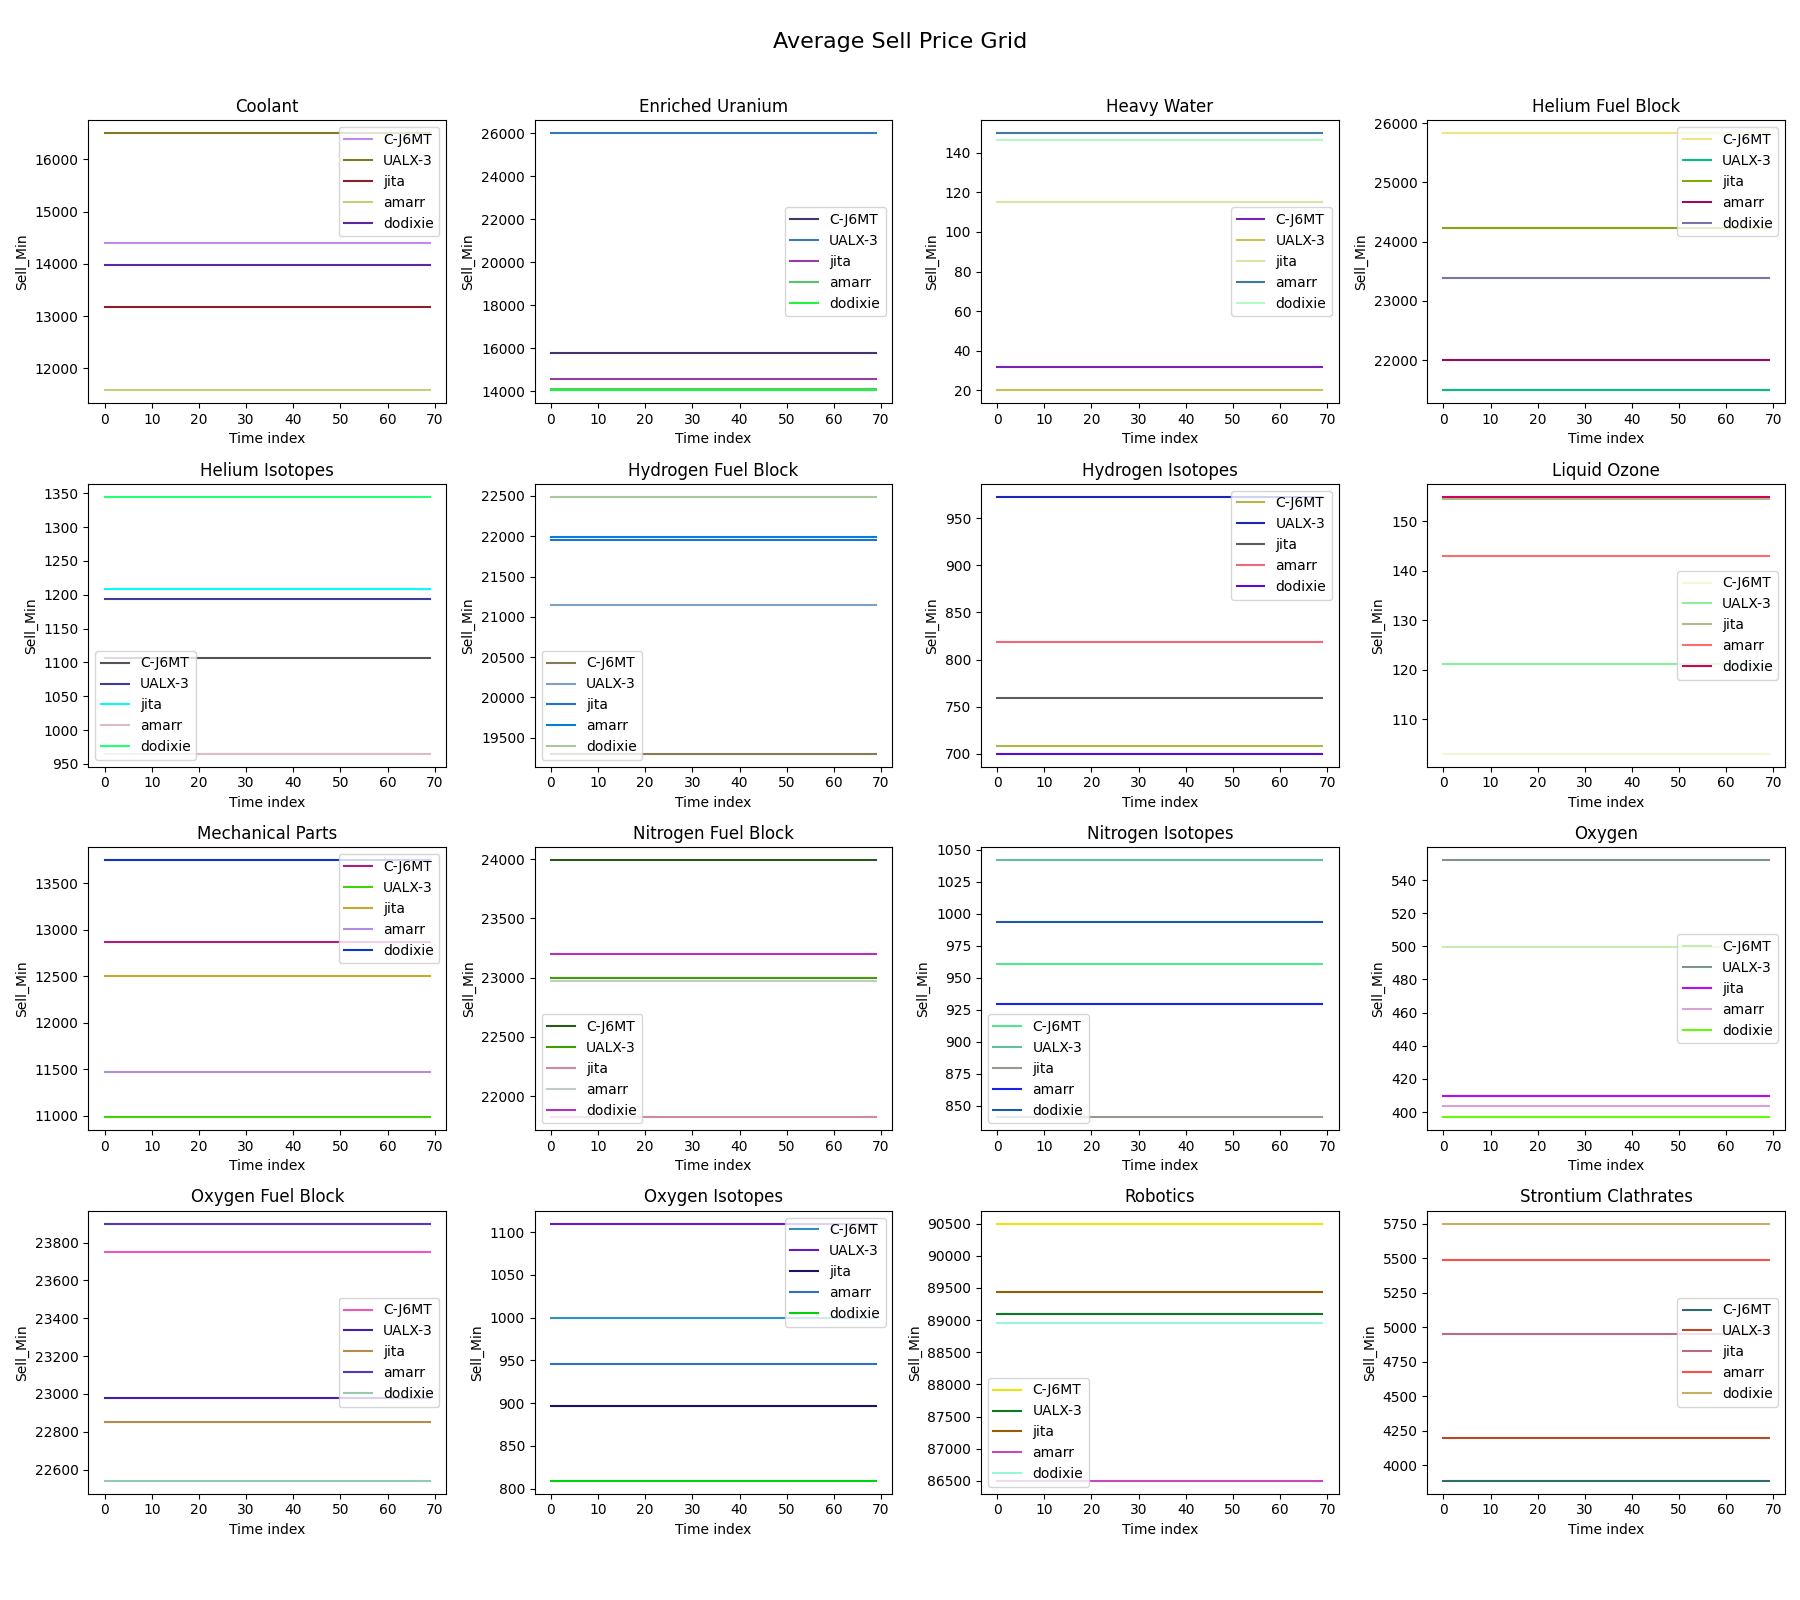 Average Sell Price Grid
Coolant
Sell_Min
16000
15000
14000
13000
12000
C-J6MT
UALX-3
jita
amarr
dodixie
0 10 20 30 40 50 60 70
Time index
Enriched Uranium
Sell_Min
26000
24000
22000
20000
18000
16000
14000
C-J6MT
UALX-3
jita
amarr
dodixie
0 10 20 30 40 50 60 70
Time index
Heavy Water
Sell_Min
140
120
100
80
60
40
20
C-J6MT
UALX-3
jita
amarr
dodixie
0 10 20 30 40 50 60 70
Time index
Helium Fuel Block
Sell_Min
26000
25000
24000
23000
22000
C-J6MT
UALX-3
jita
amarr
dodixie
0 10 20 30 40 50 60 70
Time index
Helium Isotopes
Sell_Min
1350
1300
1250
1200
1150
1100
1050
1000
950
C-J6MT
UALX-3
jita
amarr
dodixie
0 10 20 30 40 50 60 70
Time index
Hydrogen Fuel Block
Sell_Min
22500
22000
21500
21000
20500
20000
19500
C-J6MT
UALX-3
jita
amarr
dodixie
0 10 20 30 40 50 60 70
Time index
Hydrogen Isotopes
Sell_Min
950
900
850
800
750
700
C-J6MT
UALX-3
jita
amarr
dodixie
0 10 20 30 40 50 60 70
Time index
Liquid Ozone
Sell_Min
150
140
130
120
110
C-J6MT
UALX-3
jita
amarr
dodixie
0 10 20 30 40 50 60 70
Time index
Mechanical Parts
Sell_Min
13500
13000
12500
12000
11500
11000
C-J6MT
UALX-3
jita
amarr
dodixie
0 10 20 30 40 50 60 70
Time index
Nitrogen Fuel Block
Sell_Min
24000
23500
23000
22500
22000
C-J6MT
UALX-3
jita
amarr
dodixie
0 10 20 30 40 50 60 70
Time index
Nitrogen Isotopes
Sell_Min
1050
1025
1000
975
950
925
900
875
850
C-J6MT
UALX-3
jita
amarr
dodixie
0 10 20 30 40 50 60 70
Time index
Oxygen
Sell_Min
540
520
500
480
460
440
420
400
C-J6MT
UALX-3
jita
amarr
dodixie
0 10 20 30 40 50 60 70
Time index
Oxygen Fuel Block
Sell_Min
23800
23600
23400
23200
23000
22800
22600
C-J6MT
UALX-3
jita
amarr
dodixie
0 10 20 30 40 50 60 70
Time index
Oxygen Isotopes
Sell_Min
1100
1050
1000
950
900
850
800
C-J6MT
UALX-3
jita
amarr
dodixie
0 10 20 30 40 50 60 70
Time index
Robotics
Sell_Min
90500
90000
89500
89000
88500
88000
87500
87000
86500
C-J6MT
UALX-3
jita
amarr
dodixie
0 10 20 30 40 50 60 70
Time index
Strontium Clathrates
Sell_Min
5750
5500
5250
5000
4750
4500
4250
4000
C-J6MT
UALX-3
jita
amarr
dodixie
0 10 20 30 40 50 60 70
Time index